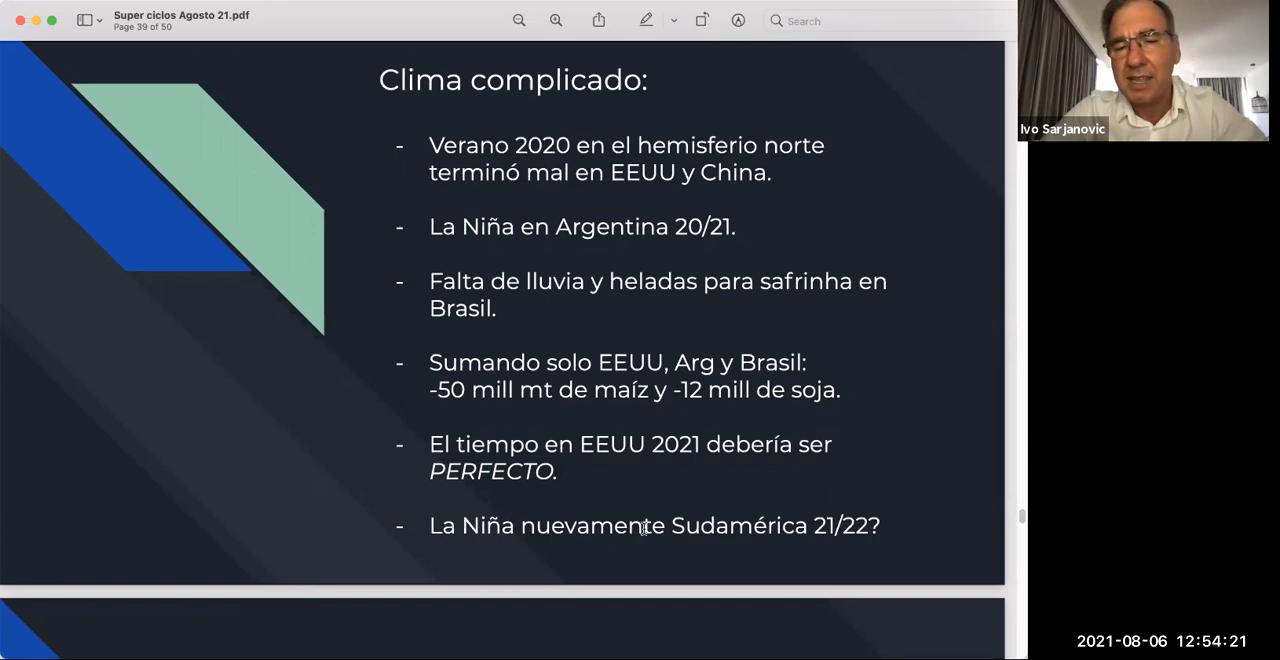 Super ciclos Agosto 21.pdf
Page 39 of 50
Search
Ivo Sarjanovic
Clima complicado:
- Verano 2020 en el hemisferio norte
terminó mal en EEUU y China.
- La Niña en Argentina 20/21.
- Falta de lluvia y heladas para safrinha en
Brasil.
- Sumando solo EEUU, Arg y Brasil:
-50 mill mt de maíz y -12 mill de soja.
- El tiempo en EEUU 2021 debería ser
PERFECTO.
- La Niña nuevamente Sudamérica 21/22?
2021-08-06 12:54:21